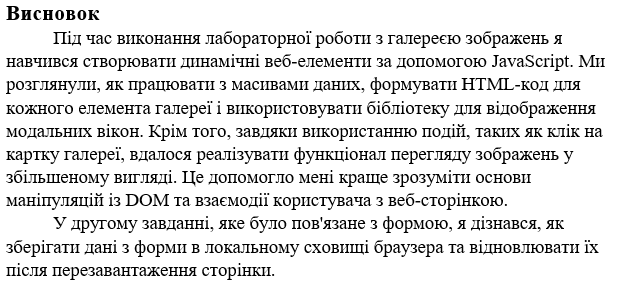 Висновок
Під час виконання лабораторної роботи з галереєю зображень я
навчився створювати динамічні веб-елементи за допомогою JavaScript. Ми
розглянули, як працювати з масивами даних, формувати HTML-код для
кожного елемента галереї і використовувати бібліотеку для відображення
модальних вікон. Крім того, завдяки використанню подій, таких як клік на
картку галереї, вдалося реалізувати функціонал перегляду зображень у
збільшеному вигляді. Це допомогло мені краще зрозуміти основи
маніпуляцій із DOM та взаємодії користувача з веб-сторінкою.
У другому завданні, яке було пов'язане з формою, я дізнався, як
зберігати дані з форми в локальному сховищі браузера та відновлювати їх
після перезавантаження сторінки.